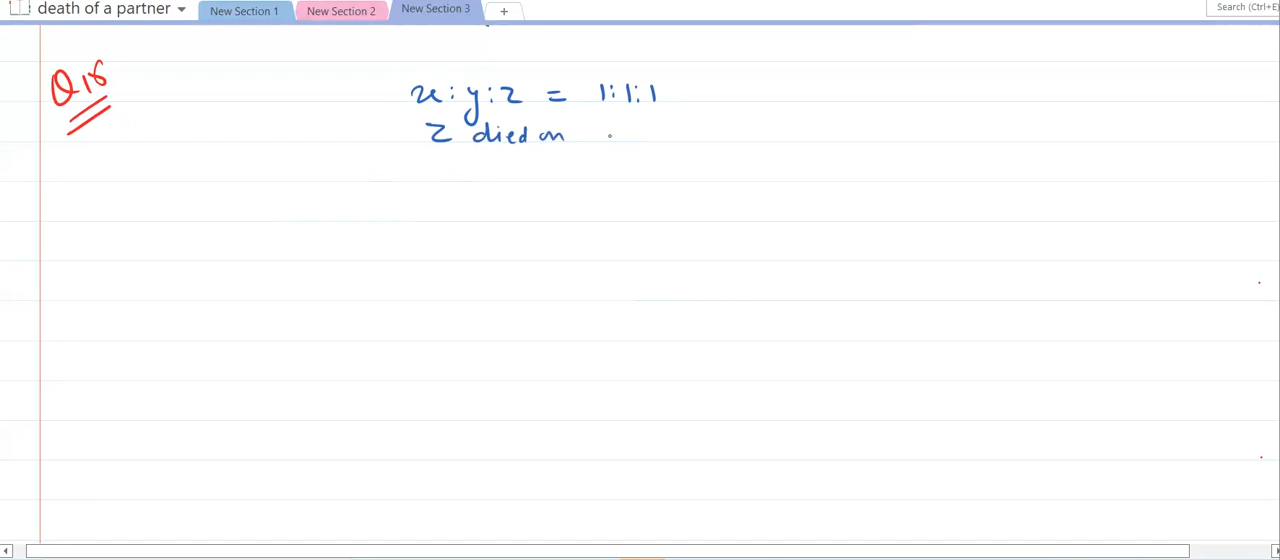 death of a partner
New Section 1
New Section 2
New Section 3
+
Search (Ctrl+E)
Q18
x : y : z = 1:1:1
Z died on